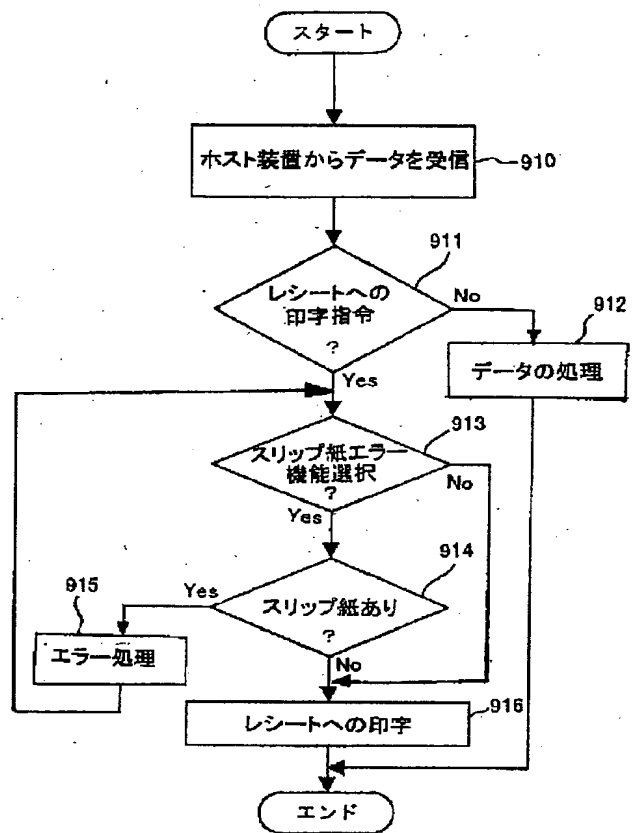 スタート
ホスト装置からデータを受信
910
911
レシートへの
印字指令
?
No
912
データの処理
Yes
913
スリップ紙エラー
機能選択
?
No
Yes
914
スリップ紙あり
?
Yes
915
エラー処理
No
レシートへの印字
916
エンド